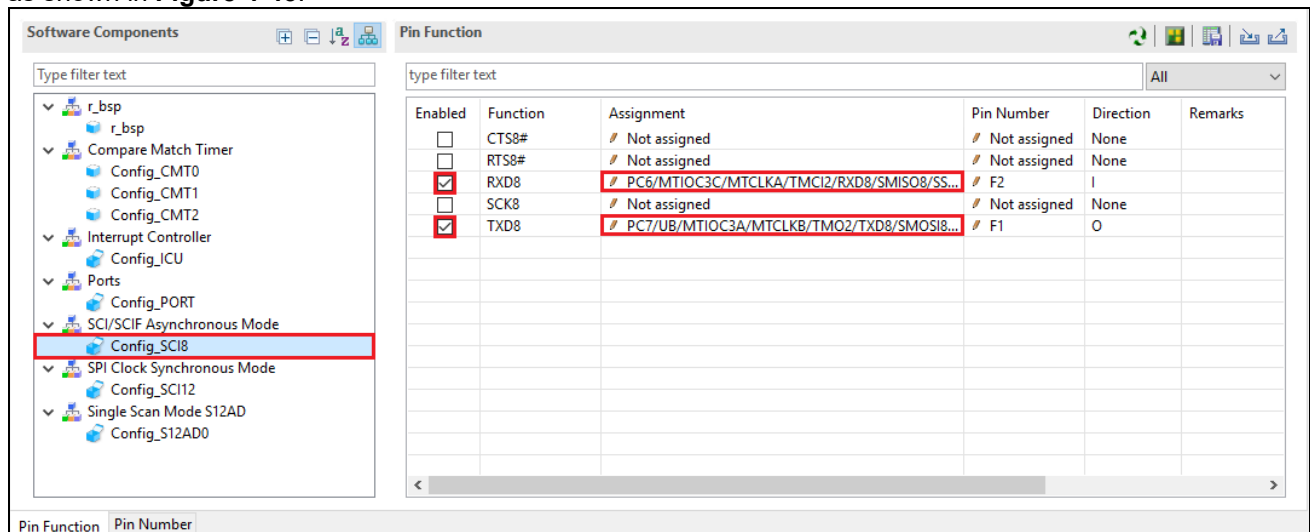 Software Components
Pin Function
Type filter text
type filter text
All
r_bsp
r_bsp
Compare Match Timer
Config_CMT0
Config_CMT1
Config_CMT2
Interrupt Controller
Config_ICU
Ports
Config_PORT
SCI/SCIF Asynchronous Mode
Config_SCI8
SPI Clock Synchronous Mode
Config_SCI12
Single Scan Mode S12AD
Config_S12AD0
Enabled Function Assignment Pin Number Direction Remarks
CTS8# Not assigned Not assigned None
RTS8# Not assigned Not assigned None
RXD8 PC6/MTIOC3C/MTCLKA/TMCI2/RXD8/SMISO8/SS... F2 I
SCK8 Not assigned Not assigned None
TXD8 PC7/UB/MTIOC3A/MTCLKB/TMO2/TXD8/SMOSI8... F1 O
Pin Function Pin Number